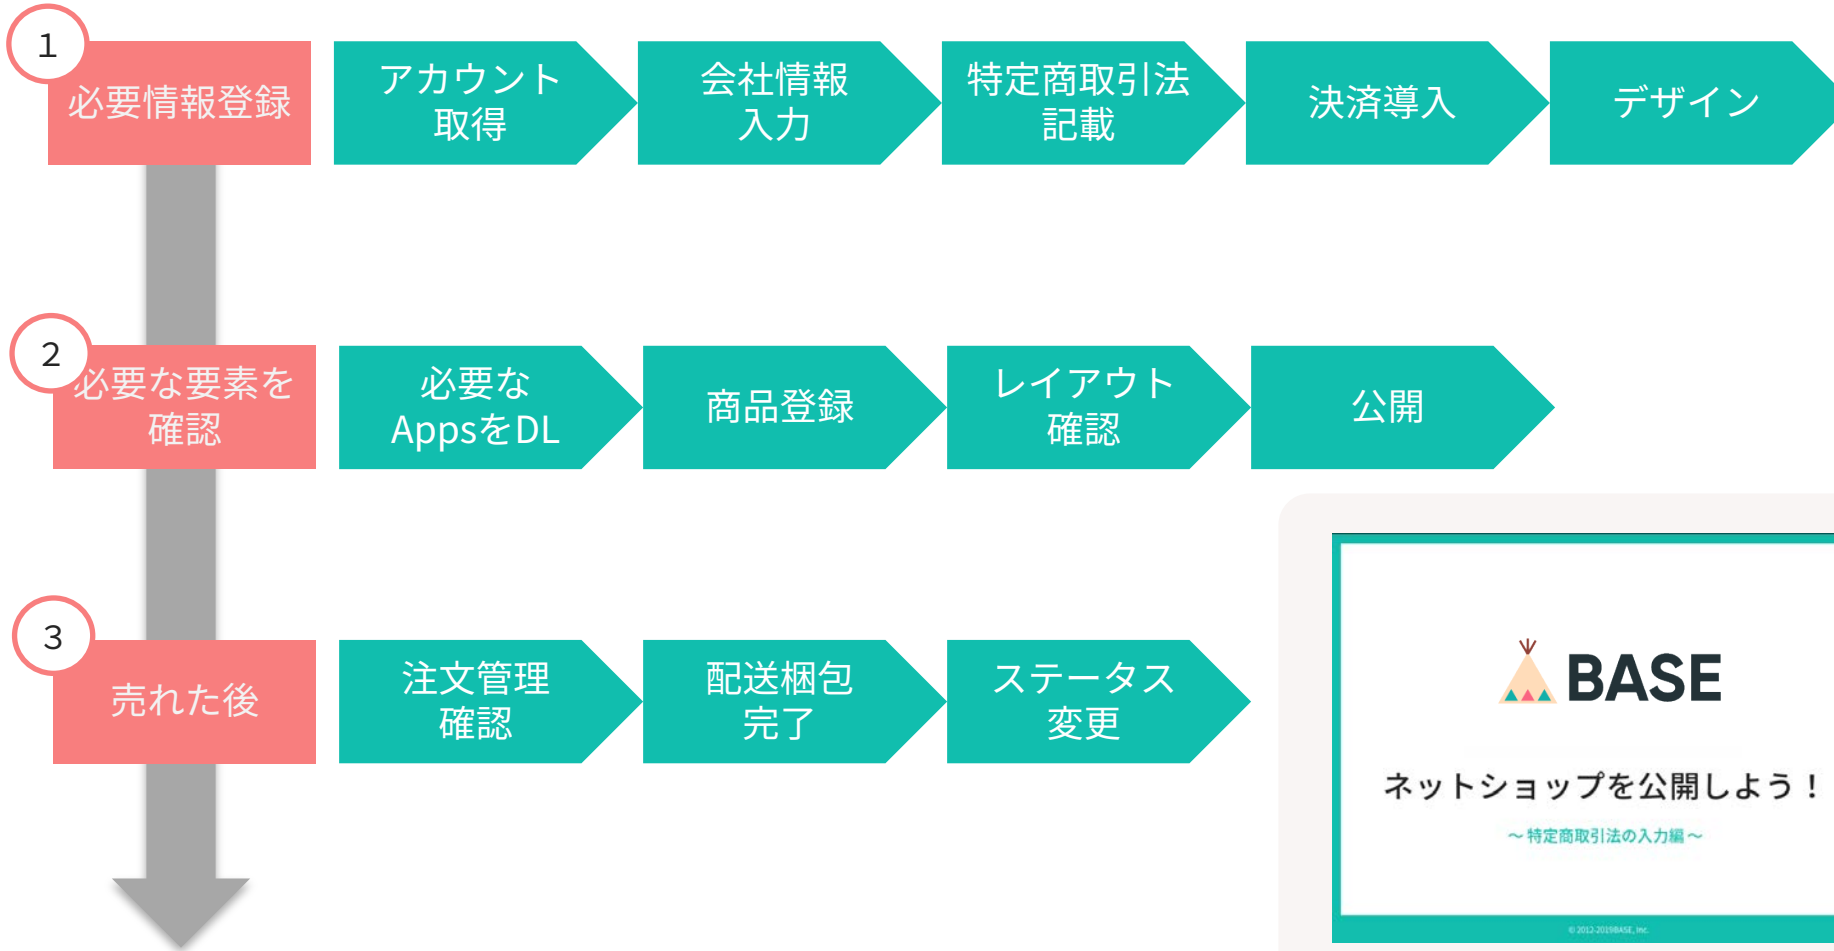 1
必要情報登録
アカウント
取得
会社情報
入力
特定商取引法
記載
決済導入
デザイン
2
必要な要素を
確認
必要な
AppsをDL
商品登録
レイアウト
確認
公開
3
売れた後
注文管理
確認
配送梱包
完了
ステータス
変更
BASE
ネットショップを公開しよう！
～特定商取引法の入力編～
© 2012-2019BASE, Inc.